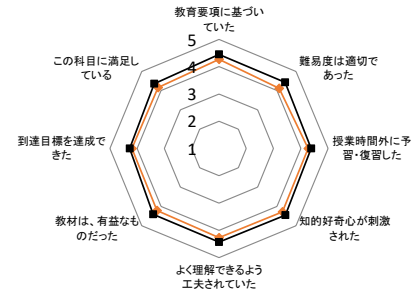 教育要項に基づい
ていた
難易度は適切で
あった
授業時間外に予
習・復習した
知的好奇心が刺激
された
よく理解できるよう
工夫されていた
教材は、有益なも
のだった
到達目標を達成で
きた
この科目に満足し
ている
5
4
3
2
1